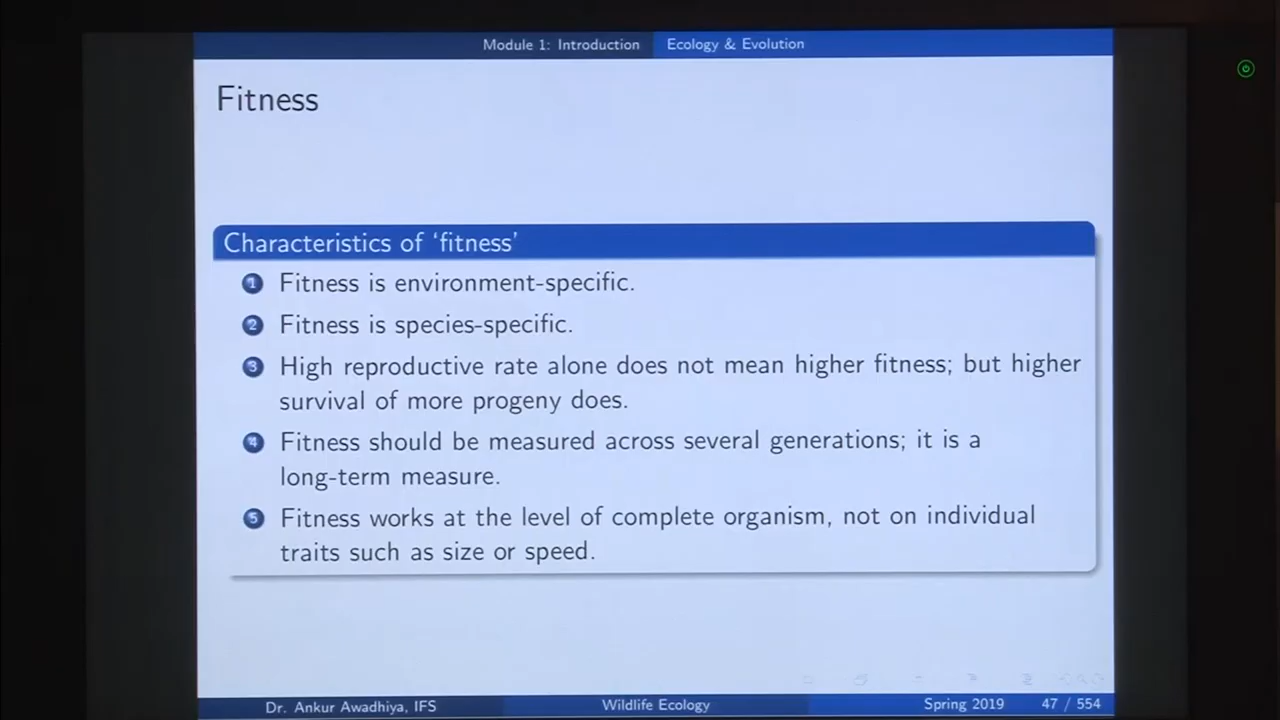 Module 1: Introduction Ecology & Evolution
Fitness
Characteristics of ‘fitness’
1 Fitness is environment-specific.
2 Fitness is species-specific.
3 High reproductive rate alone does not mean higher fitness; but higher
survival of more progeny does.
4 Fitness should be measured across several generations; it is a
long-term measure.
5 Fitness works at the level of complete organism, not on individual
traits such as size or speed.
Dr. Ankur Awadhiya, IFS Wildlife Ecology Spring 2019 47 / 554